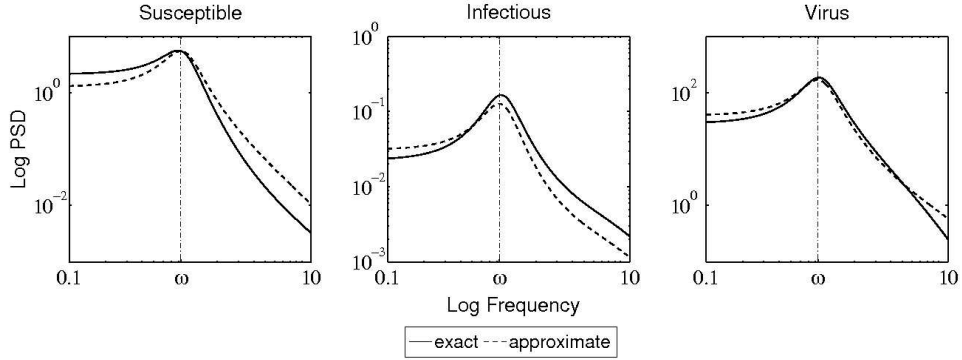 Susceptible
Infectious
Virus
Log PSD
10^0
10^-2
0.1
ω
10
10^0
10^-1
10^-2
10^-3
0.1
ω
10
10^2
10^0
0.1
ω
10
Log Frequency
exact
approximate